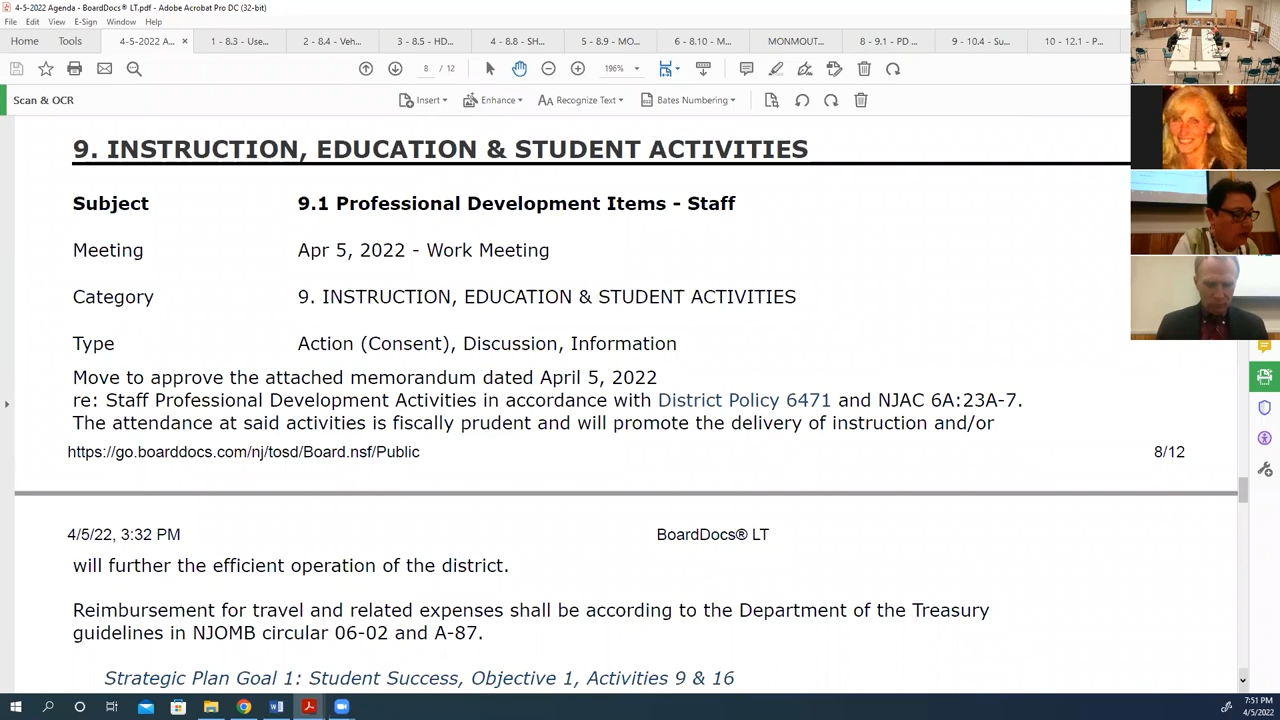 4-5-2022 Agenda - BoardDocs® LT.pdf - Adobe Acrobat Pro DC (32-bit)
File Edit View E-Sign Window Help
Home Tools 4-5-2022 A... × 1 - 8.3 - Use... 2 - 8.4 - Veh... 3 - 8.5 - HD... 4 - 8.8 - 5 - 8.9 - MO... 6 - 8.10 - M... MONMOUT... 8 - 9.1 - PD ... 10.4 - Su... 10 - 12.1 - P...
8 / 12 196%
Scan & OCR Insert Enhance Recognize Text Bates Numbering
9. INSTRUCTION, EDUCATION & STUDENT ACTIVITIES
Subject 9.1 Professional Development Items - Staff
Meeting Apr 5, 2022 - Work Meeting
Category 9. INSTRUCTION, EDUCATION & STUDENT ACTIVITIES
Type Action (Consent), Discussion, Information
Move to approve the attached memorandum dated April 5, 2022
re: Staff Professional Development Activities in accordance with District Policy 6471 and NJAC 6A:23A-7.
The attendance at said activities is fiscally prudent and will promote the delivery of instruction and/or
https://go.boarddocs.com/nj/tosd/Board.nsf/Public 8/12
4/5/22, 3:32 PM BoardDocs® LT
will further the efficient operation of the district.
Reimbursement for travel and related expenses shall be according to the Department of the Treasury
guidelines in NJOMB circular 06-02 and A-87.
Strategic Plan Goal 1: Student Success, Objective 1, Activities 9 & 16
7:51 PM
4/5/2022